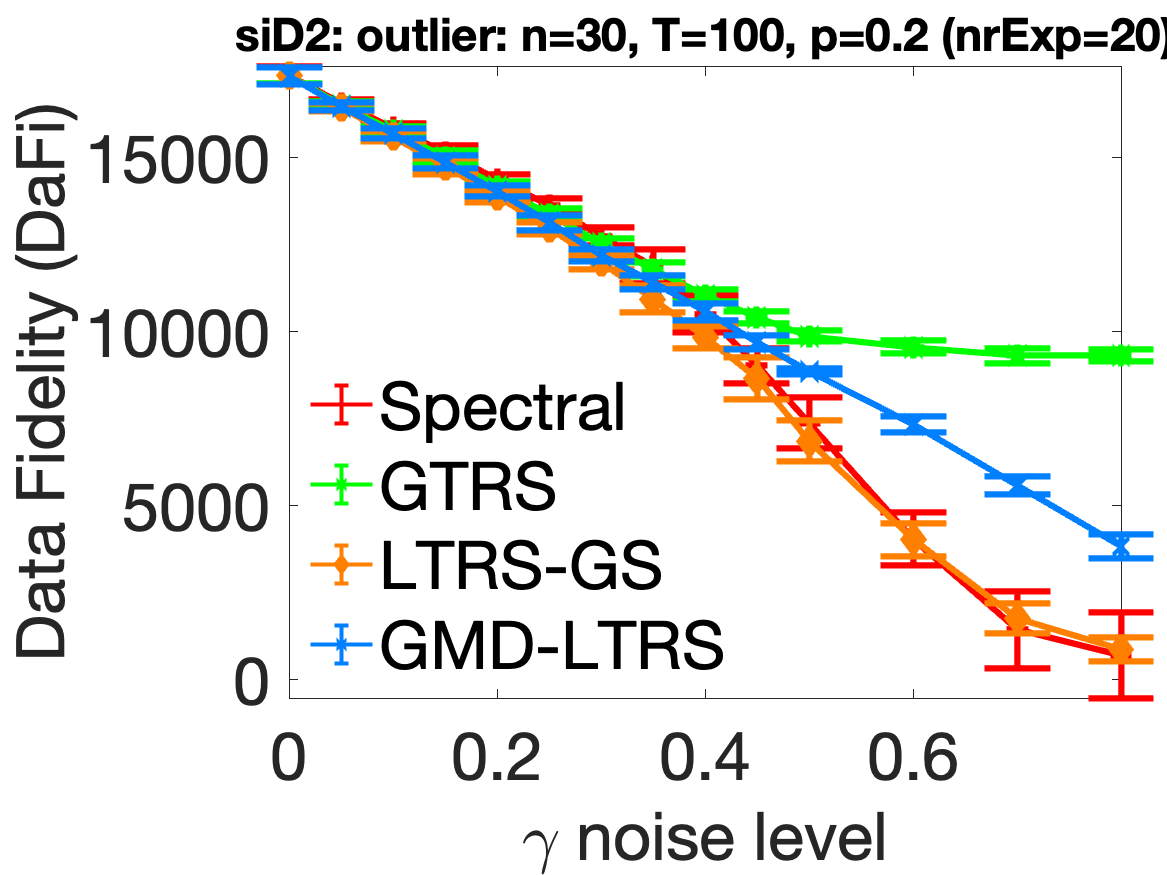 siD2: outlier: n=30, T=100, p=0.2 (nrExp=20)
Data Fidelity (DaFi)
15000
10000
5000
0
Spectral
GTRS
LTRS-GS
GMD-LTRS
0 0.2 0.4 0.6
γ noise level